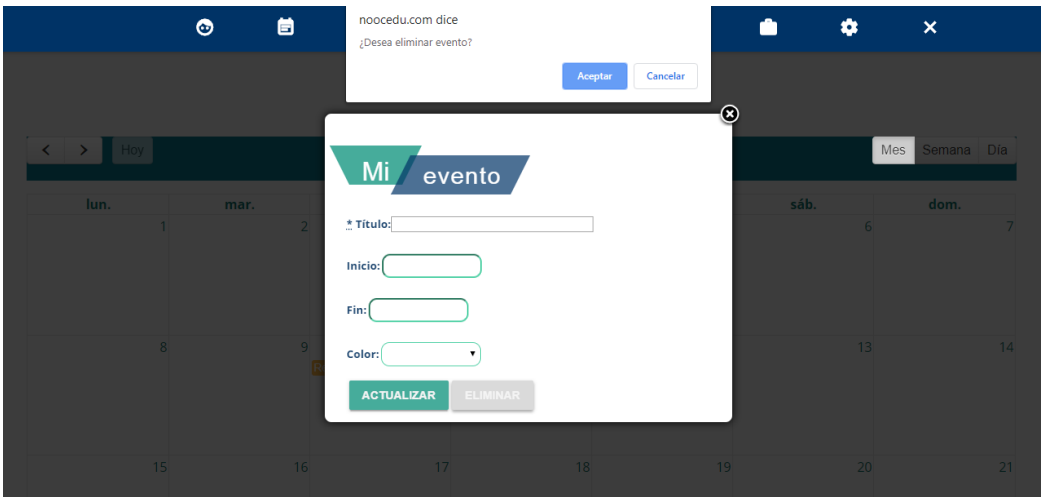 noocedu.com dice
¿Desea eliminar evento?
Aceptar Cancelar
Hoy
Mes Semana Día
Mi evento
lun. mar. sáb. dom.
1 2 6 7
* Título:
Inicio:
Fin:
8 9 13 14
R
Color:
ACTUALIZAR ELIMINAR
15 16 17 18 19 20 21